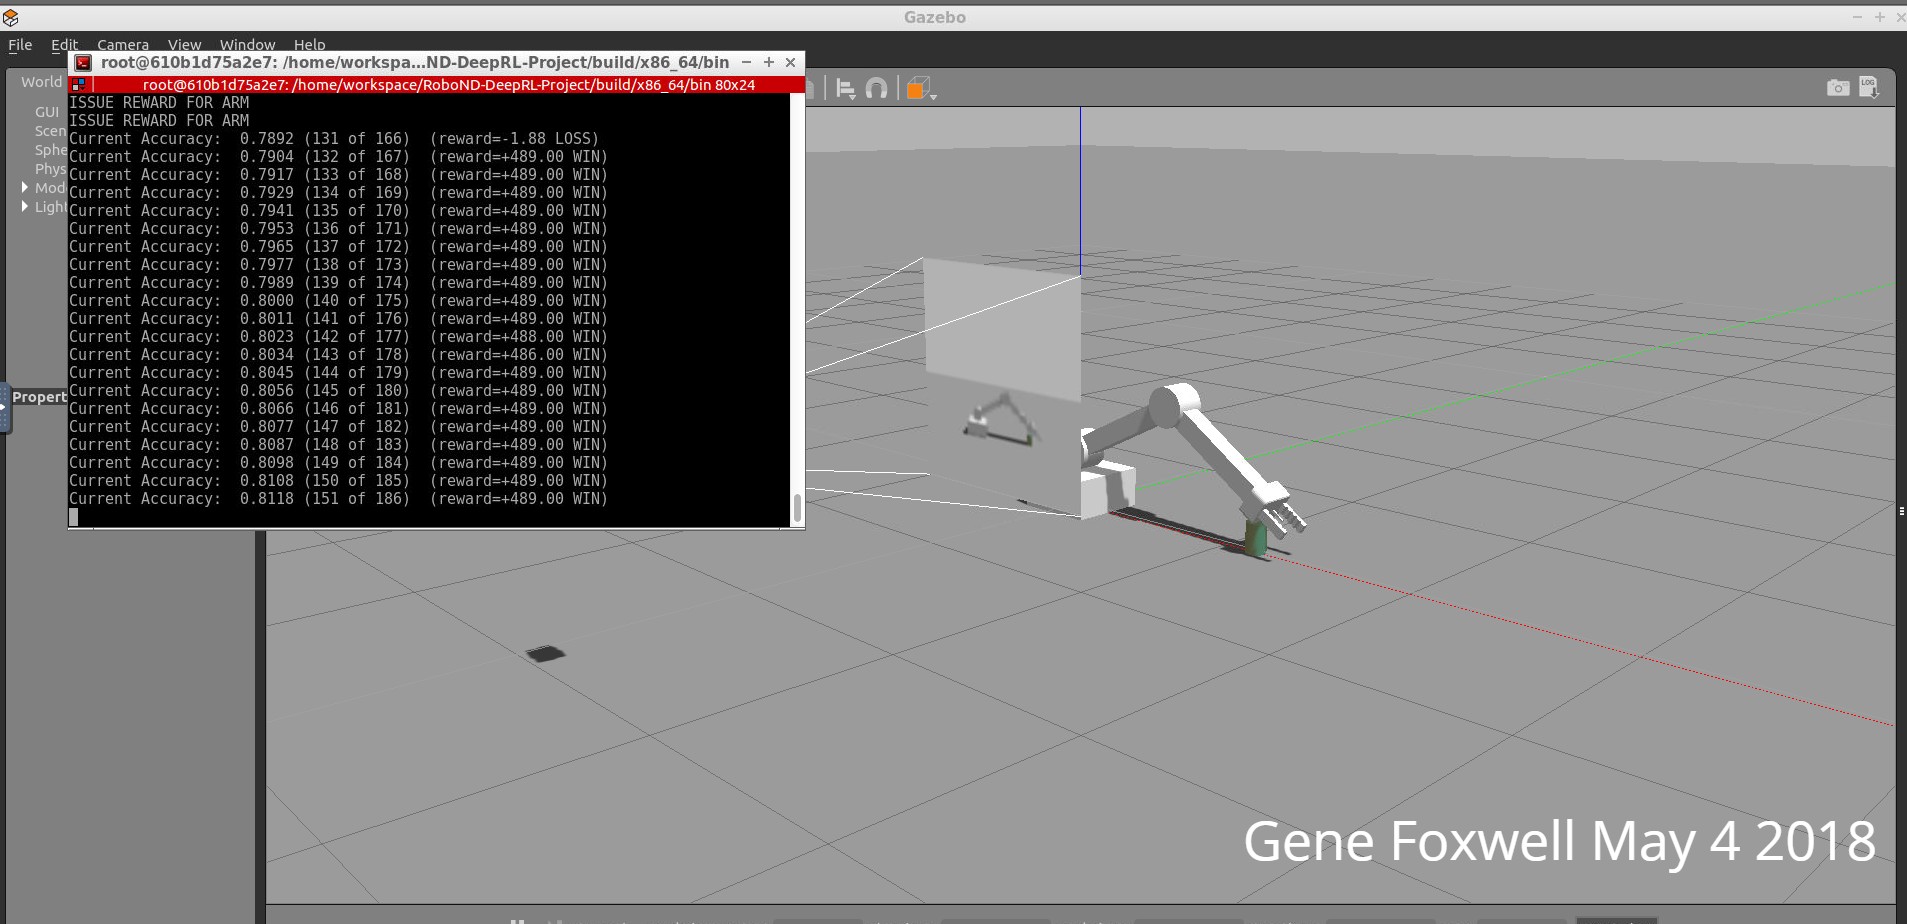 Gazebo
File Edit Camera View Window Help
root@610b1d75a2e7: /home/workspa...ND-DeepRL-Project/build/x86_64/bin
root@610b1d75a2e7: /home/workspace/RoboND-DeepRL-Project/build/x86_64/bin 80x24
World
GUI
Scen
Sphe
Phys
Mod
Light
Propert
LOG
ISSUE REWARD FOR ARM
ISSUE REWARD FOR ARM
Current Accuracy:  0.7892 (131 of 166)  (reward=-1.88 LOSS)
Current Accuracy:  0.7904 (132 of 167)  (reward=+489.00 WIN)
Current Accuracy:  0.7917 (133 of 168)  (reward=+489.00 WIN)
Current Accuracy:  0.7929 (134 of 169)  (reward=+489.00 WIN)
Current Accuracy:  0.7941 (135 of 170)  (reward=+489.00 WIN)
Current Accuracy:  0.7953 (136 of 171)  (reward=+489.00 WIN)
Current Accuracy:  0.7965 (137 of 172)  (reward=+489.00 WIN)
Current Accuracy:  0.7977 (138 of 173)  (reward=+489.00 WIN)
Current Accuracy:  0.7989 (139 of 174)  (reward=+489.00 WIN)
Current Accuracy:  0.8000 (140 of 175)  (reward=+489.00 WIN)
Current Accuracy:  0.8011 (141 of 176)  (reward=+489.00 WIN)
Current Accuracy:  0.8023 (142 of 177)  (reward=+488.00 WIN)
Current Accuracy:  0.8034 (143 of 178)  (reward=+486.00 WIN)
Current Accuracy:  0.8045 (144 of 179)  (reward=+489.00 WIN)
Current Accuracy:  0.8056 (145 of 180)  (reward=+489.00 WIN)
Current Accuracy:  0.8066 (146 of 181)  (reward=+489.00 WIN)
Current Accuracy:  0.8077 (147 of 182)  (reward=+489.00 WIN)
Current Accuracy:  0.8087 (148 of 183)  (reward=+489.00 WIN)
Current Accuracy:  0.8098 (149 of 184)  (reward=+489.00 WIN)
Current Accuracy:  0.8108 (150 of 185)  (reward=+489.00 WIN)
Current Accuracy:  0.8118 (151 of 186)  (reward=+489.00 WIN)
Gene Foxwell May 4 2018